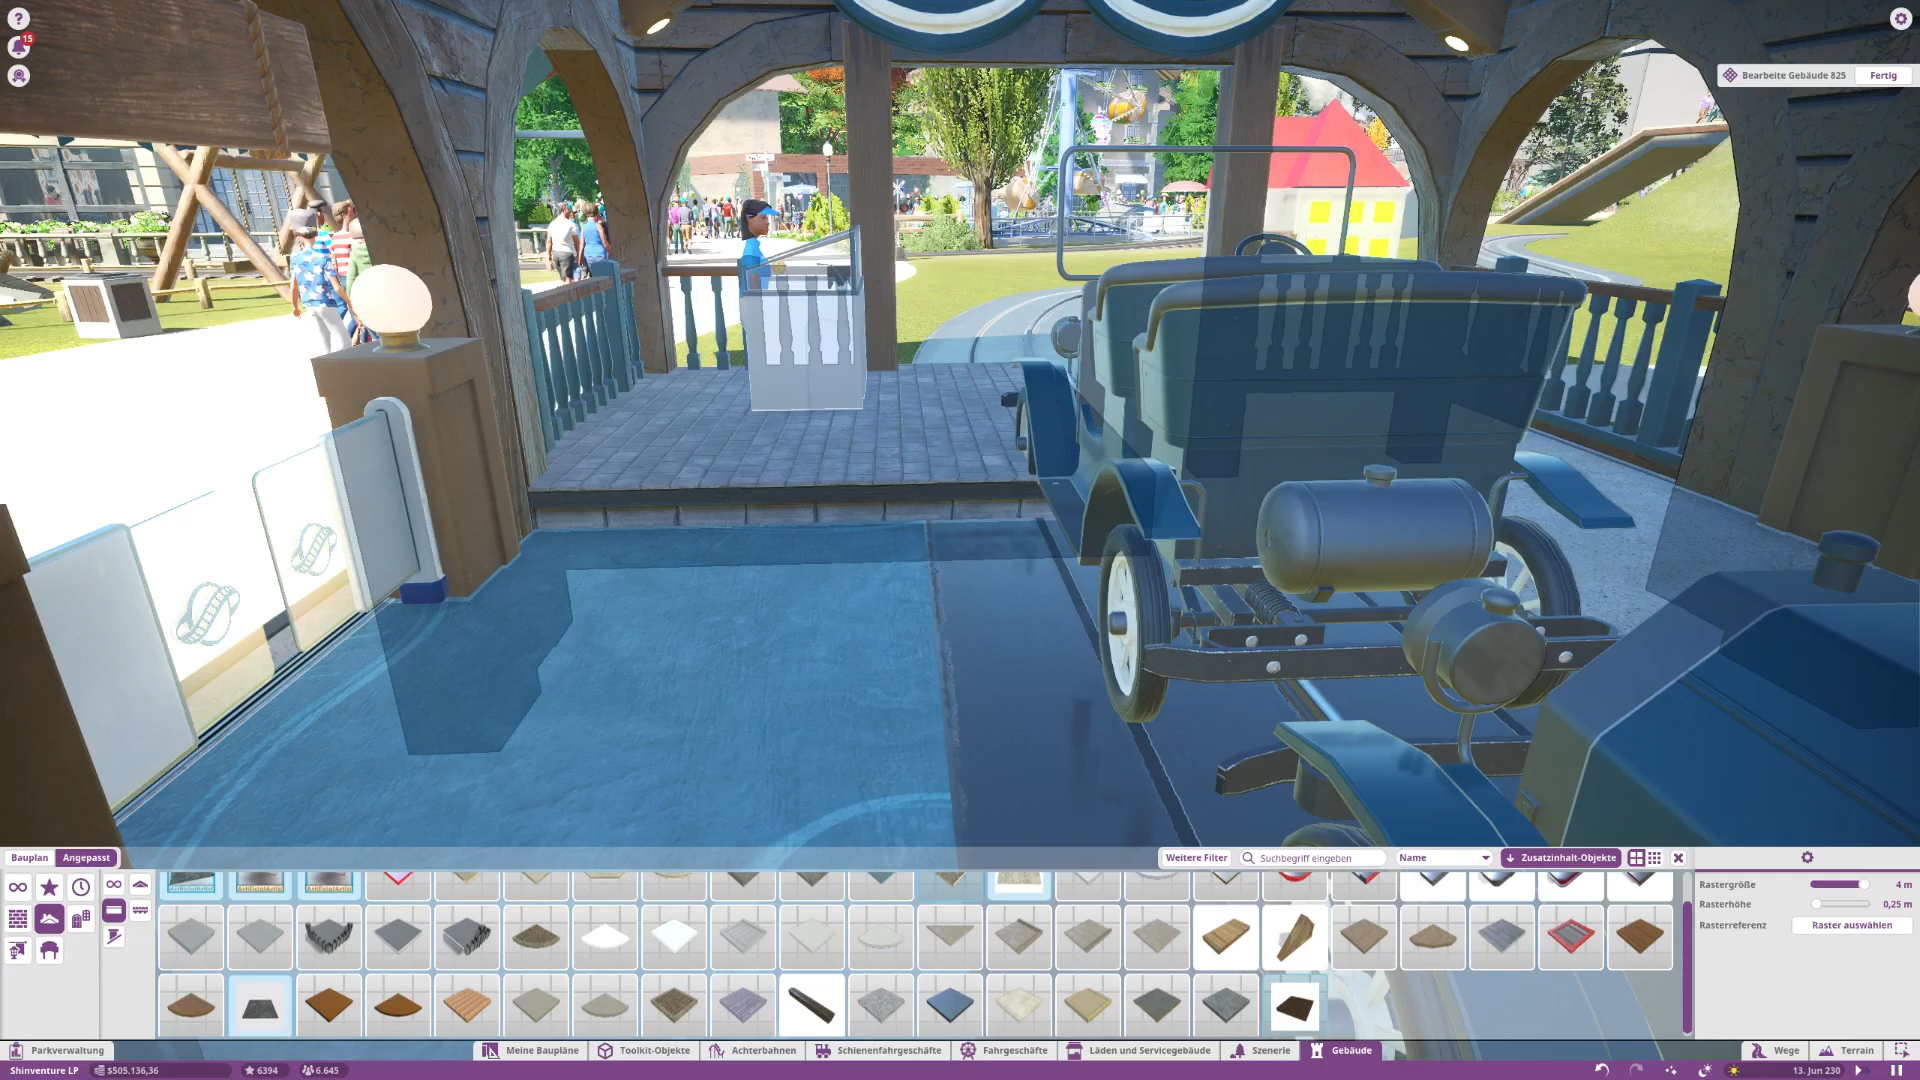 15
Bearbeite Gebäude 825
Fertig
Bauplan
Angepasst
Weitere Filter
Suchbegriff eingeben
Name
Zusatzinhalt-Objekte
Rastergröße
4 m
Rasterhöhe
0,25 m
Rasterreferenz
Raster auswählen
Parkverwaltung
Meine Baupläne
Toolkit-Objekte
Achterbahnen
Schienenfahrgeschäfte
Fahrgeschäfte
Läden und Servicegebäude
Szenerie
Gebäude
Wege
Terrain
Shinventure LP
$505.136,36
6394
6.645
13. Jun 230